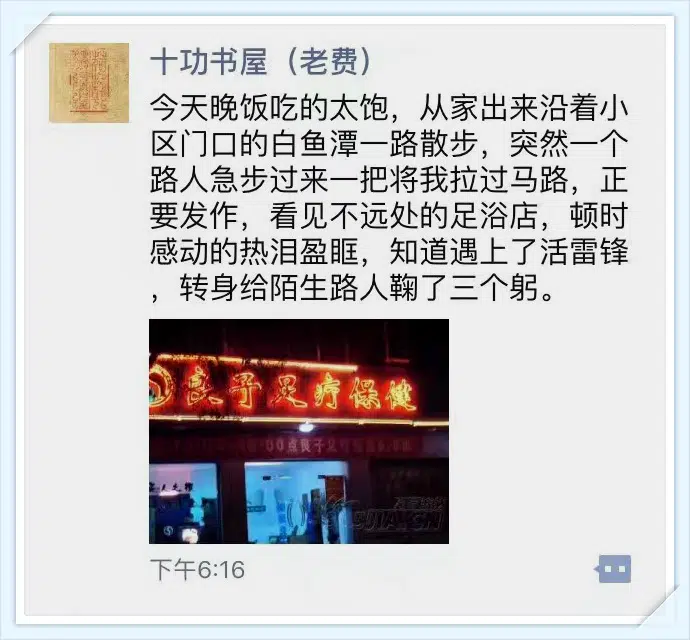 十功书屋（老费）
今天晚饭吃的太饱，从家出来沿着小
区门口的白鱼潭一路散步，突然一个
路人急步过来一把将我拉过马路，正
要发作，看见不远处的足浴店，顿时
感动的热泪盈眶，知道遇上了活雷锋
，转身给陌生路人鞠了三个躬。
良子足疗保健
下午6:16